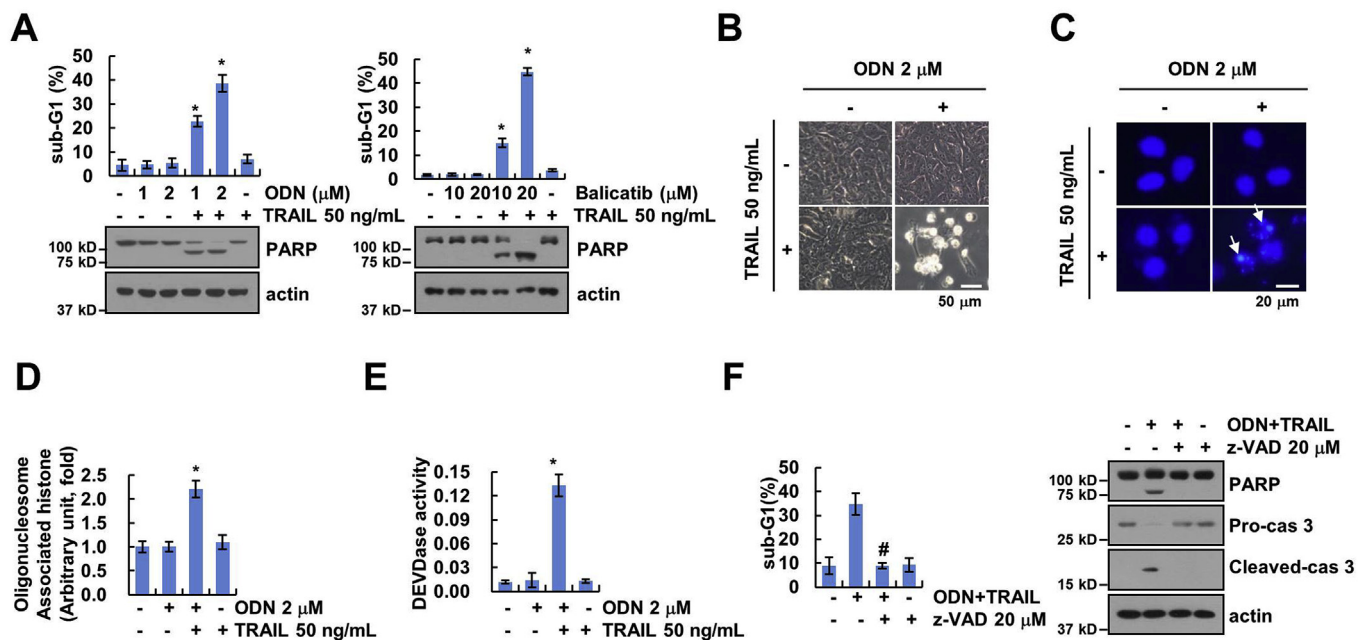 A
sub-G1 (%)
50
40
30
20
10
0
- 1 2 1 2 - ODN (μM)
- - - + + + TRAIL 50 ng/mL
100 kD
75 kD
PARP
37 kD
actin
sub-G1 (%)
50
40
30
20
10
0
* *
* *
- 10 20 10 20 - Balicatib (μM)
- - - + + + TRAIL 50 ng/mL
100 kD
75 kD
PARP
37 kD
actin
B
ODN 2 μM
- +
TRAIL 50 ng/mL
-
+
50 μm
C
ODN 2 μM
- +
TRAIL 50 ng/mL
-
+
20 μm
D
Oligonucleosome
Associated histone
(Arbitrary unit, fold)
2.5
2.0
1.5
1.0
0.5
0.0
*
- + + - ODN 2 μM
- - + + TRAIL 50 ng/mL
E
DEVDase activity
0.15
0.12
0.09
0.06
0.03
0.00
*
- + + - ODN 2 μM
- - + + TRAIL 50 ng/mL
F
sub-G1(%)
50
40
30
20
10
0
#
- + + - ODN+TRAIL
- - + + z-VAD 20 μM
- + + - ODN+TRAIL
- - + + z-VAD 20 μM
100 kD
75 kD
PARP
Pro-cas 3
25 kD
Cleaved-cas 3
15 kD
37 kD
actin